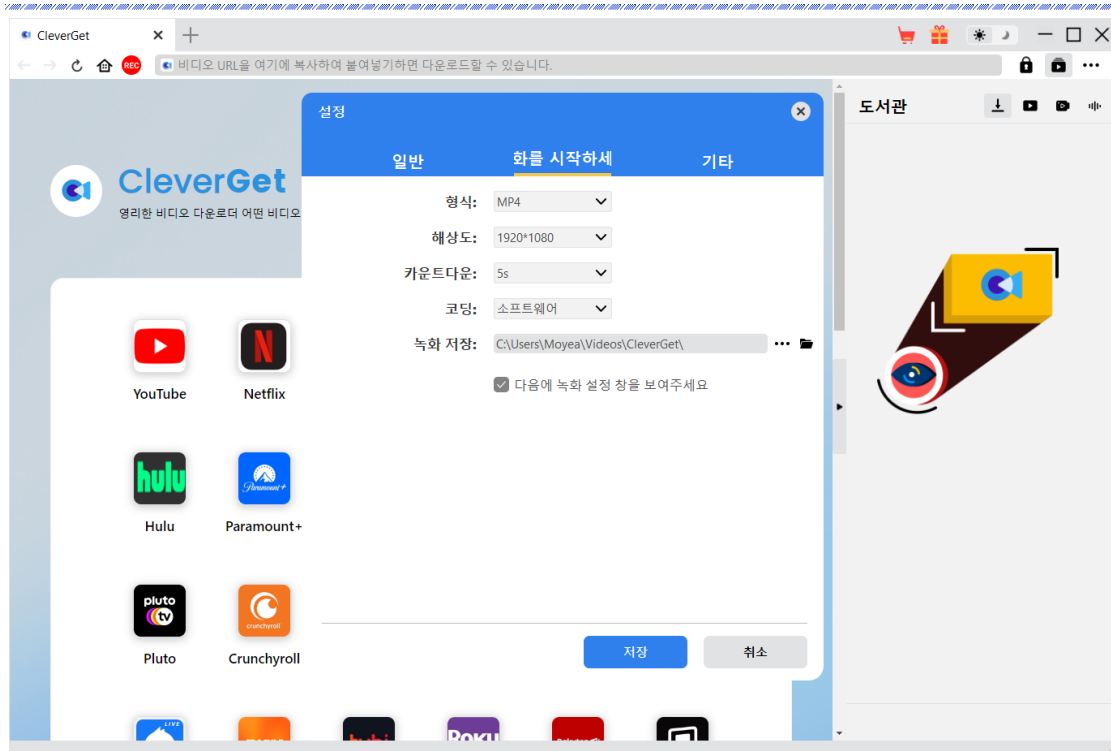 CleverGet
REC
비디오 URL을 여기에 복사하여 붙여넣기하면 다운로드할 수 있습니다.
도서관
설정
일반
화를 시작하세
기타
CleverGet
영리한 비디오 다운로더 어떤 비디오
형식: MP4
해상도: 1920*1080
카운트다운: 5s
코딩: 소프트웨어
녹화 저장: C:\Users\Moyea\Videos\CleverGet\
다음에 녹화 설정 창을 보여주세요
N
YouTube
Netflix
hulu
Paramount+
Hulu
Paramount+
pluto
tv
crunchyroll
Pluto
Crunchyroll
저장
취소
LIVE